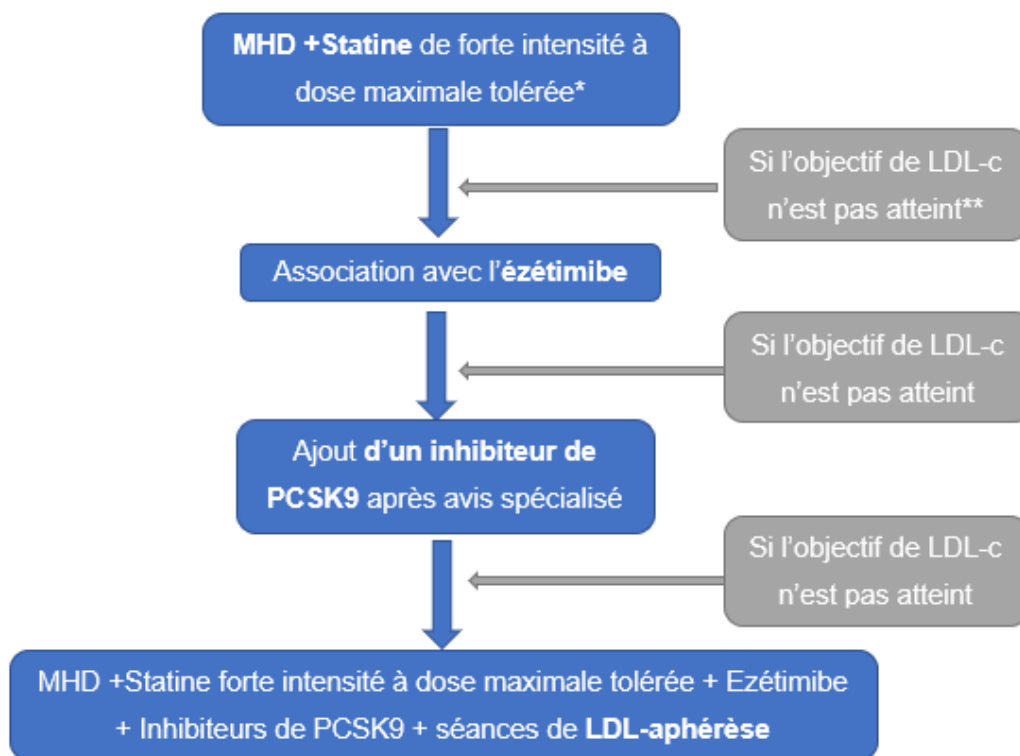 MHD +Statine de forte intensité à
dose maximale tolérée*
Si l’objectif de LDL-c
n’est pas atteint**
Association avec l’ézétimibe
Si l’objectif de LDL-c
n’est pas atteint
Ajout d’un inhibiteur de
PCSK9 après avis spécialisé
Si l’objectif de LDL-c
n’est pas atteint
MHD +Statine forte intensité à dose maximale tolérée + Ezétimibe
+ Inhibiteurs de PCSK9 + séances de LDL-aphérèse